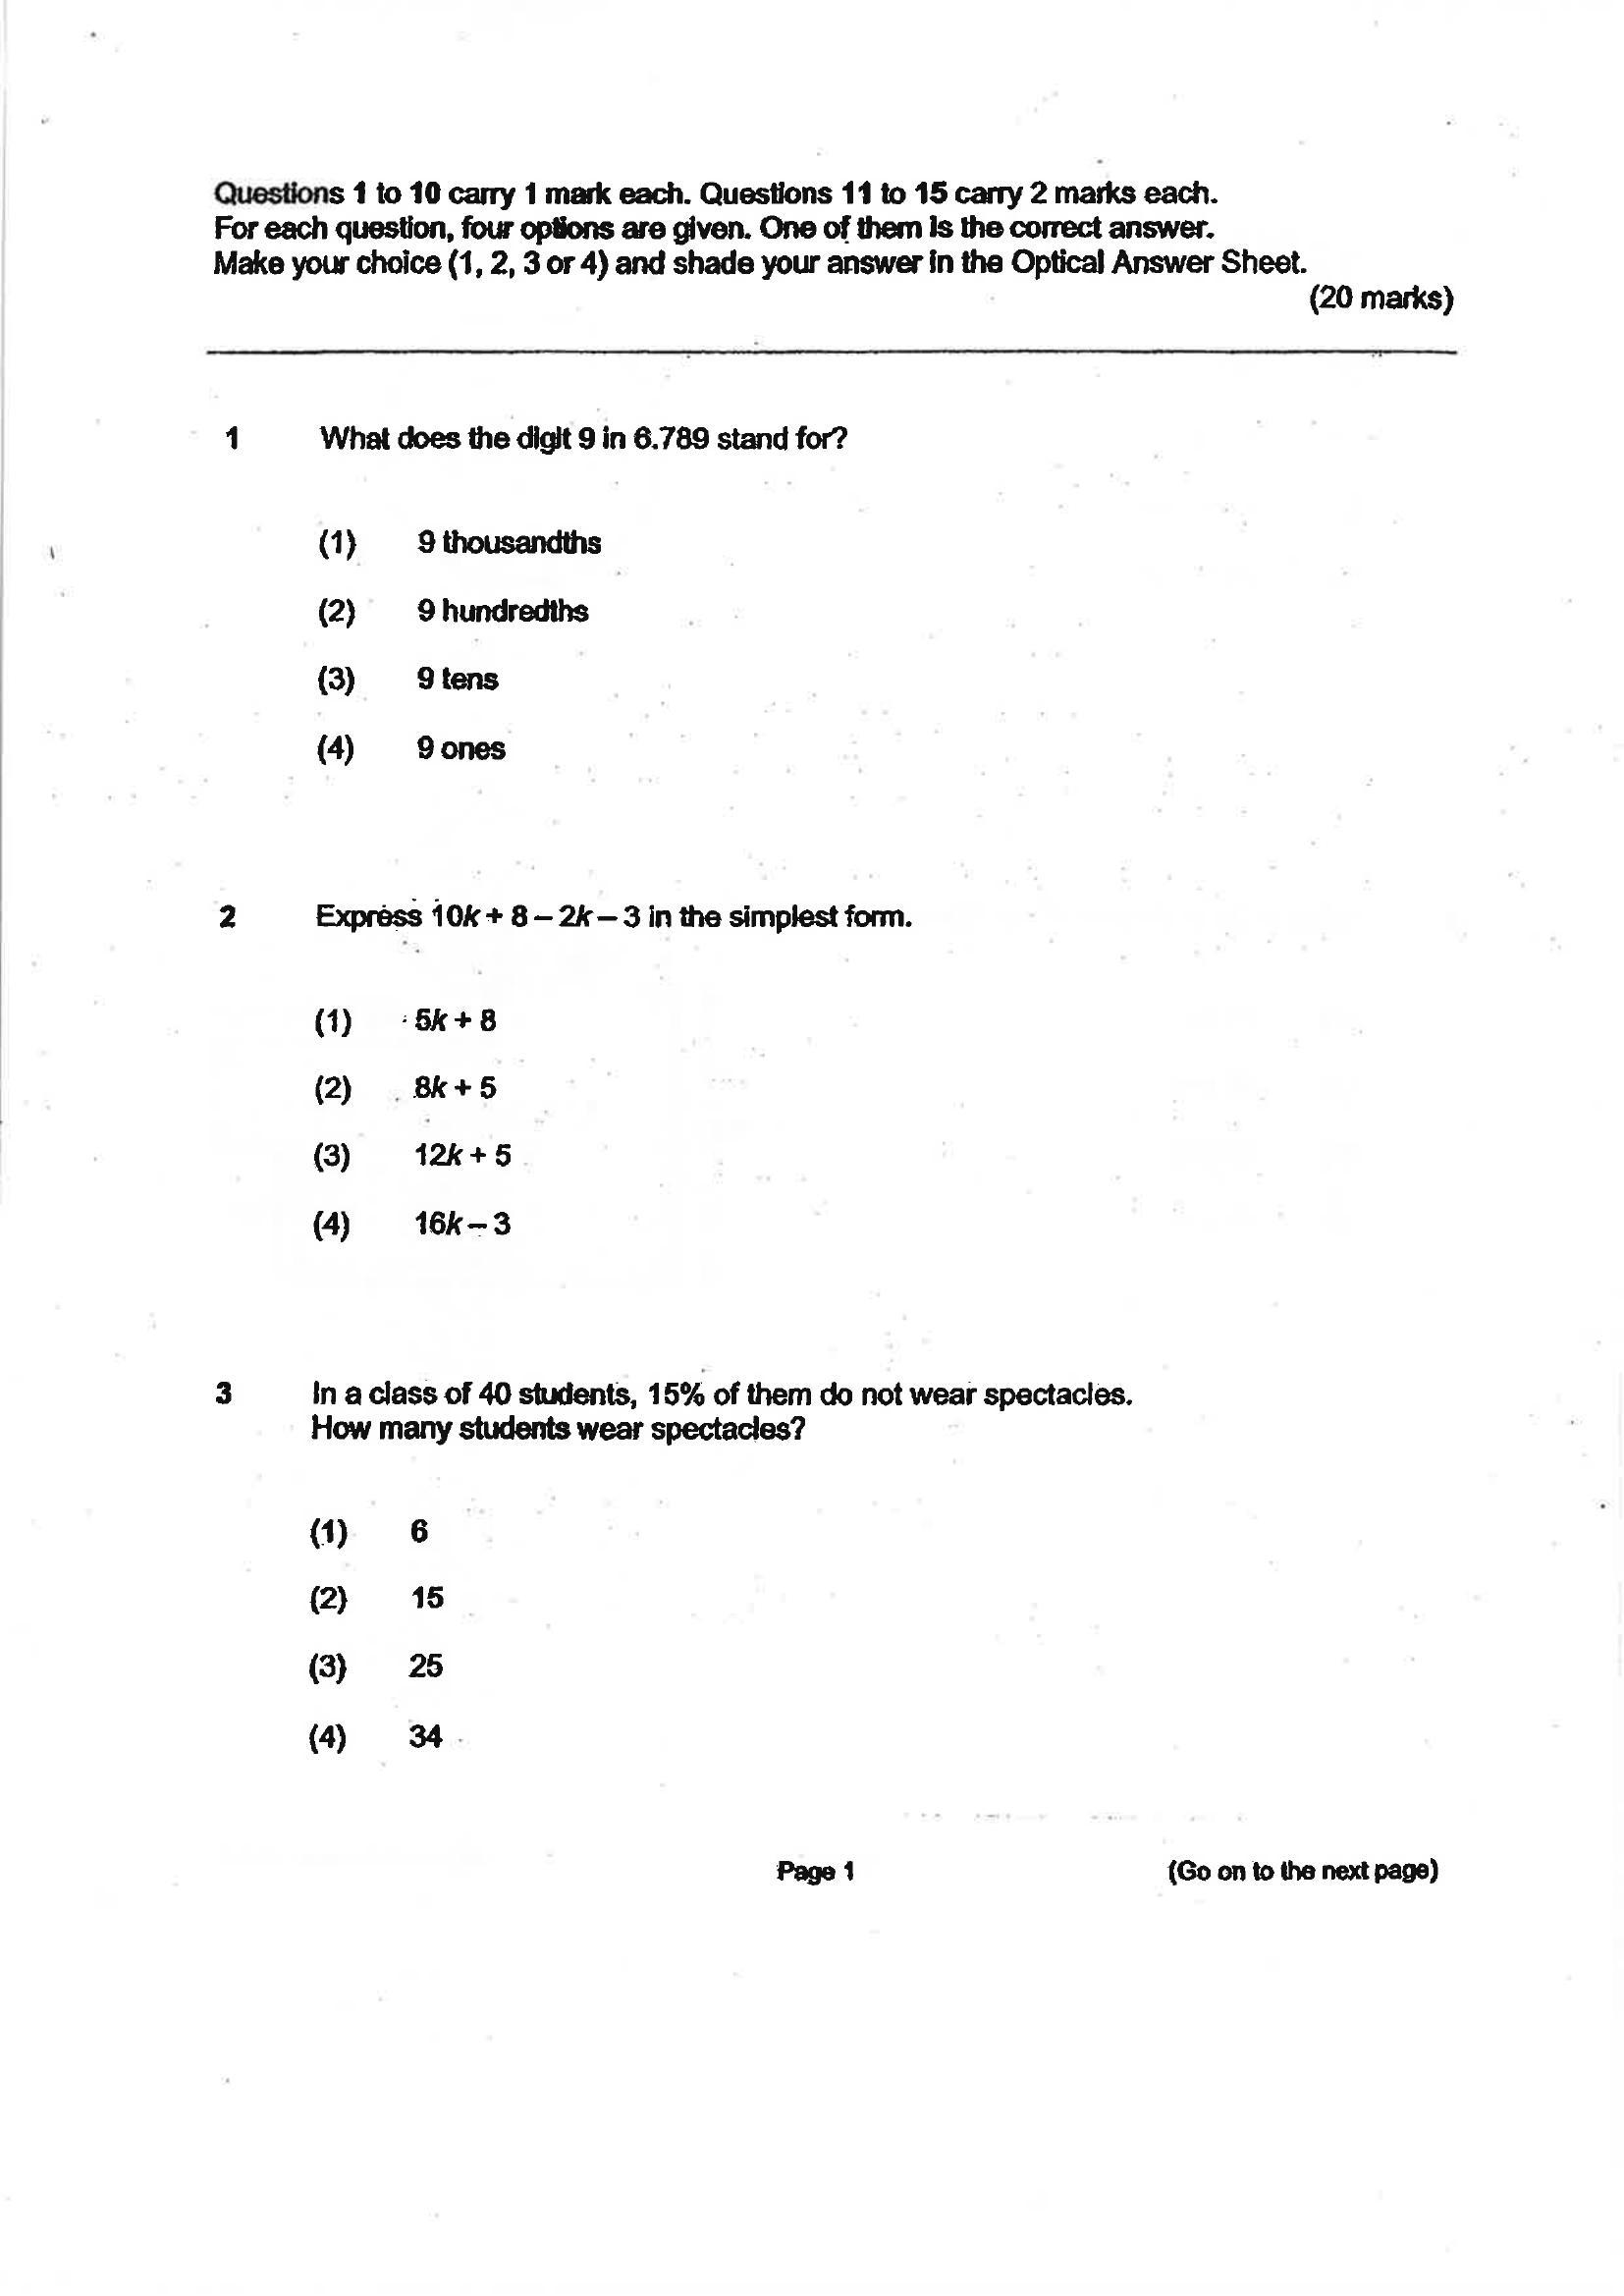 Questions 1 to 10 carry 1 mark each. Questions 11 to 15 carry 2 marks each.
For each question, four options are given. One of them is the correct answer.
Make your choice (1, 2, 3 or 4) and shade your answer in the Optical Answer Sheet.
(20 marks)
1 What does the digit 9 in 6.789 stand for?
(1) 9 thousandths
(2) 9 hundredths
(3) 9 tens
(4) 9 ones
2 Express 10k + 8 – 2k – 3 in the simplest form.
(1) 5k + 8
(2) 8k + 5
(3) 12k + 5
(4) 16k – 3
3 In a class of 40 students, 15% of them do not wear spectacles.
How many students wear spectacles?
(1) 6
(2) 15
(3) 25
(4) 34
Page 1 (Go on to the next page)